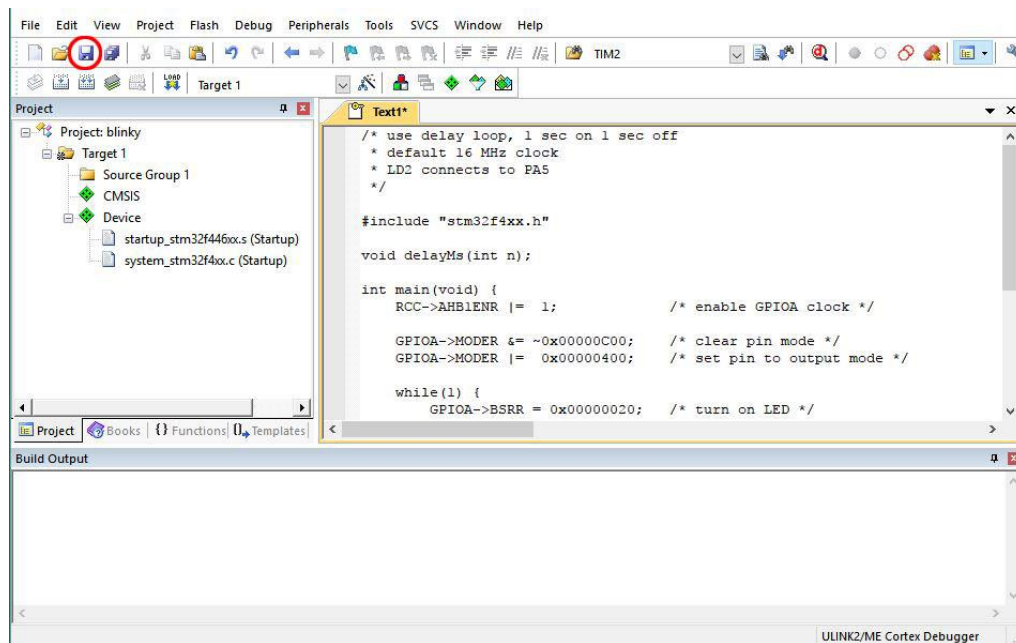 File Edit View Project Flash Debug Peripherals Tools SVCS Window Help
TIM2
LOAD
Target 1
Project
Project: blinky
Target 1
Source Group 1
CMSIS
Device
startup_stm32f446xx.s (Startup)
system_stm32f4xx.c (Startup)
Project Books {} Functions 0 Templates
Text1*
/* use delay loop, 1 sec on 1 sec off
* default 16 MHz clock
* LD2 connects to PA5
*/
#include "stm32f4xx.h"
void delayMs(int n);
int main(void) {
RCC->AHB1ENR |= 1; /* enable GPIOA clock */
GPIOA->MODER &= ~0x00000C00; /* clear pin mode */
GPIOA->MODER |= 0x00000400; /* set pin to output mode */
while(1) {
GPIOA->BSRR = 0x00000020; /* turn on LED */
Build Output
ULINK2/ME Cortex Debugger